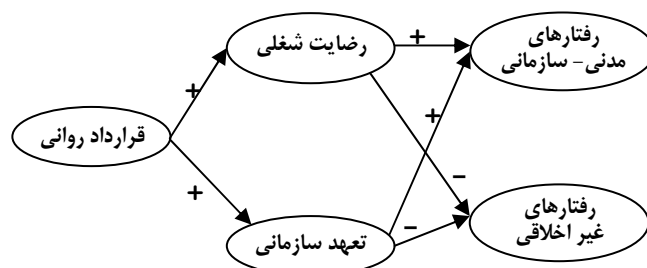 رضایت شغلی
رفتارهای
مدنی- سازمانی
+
+
+
قرارداد روانی
+
-
تعهد سازمانی
-
رفتارهای
غیر اخلاقی